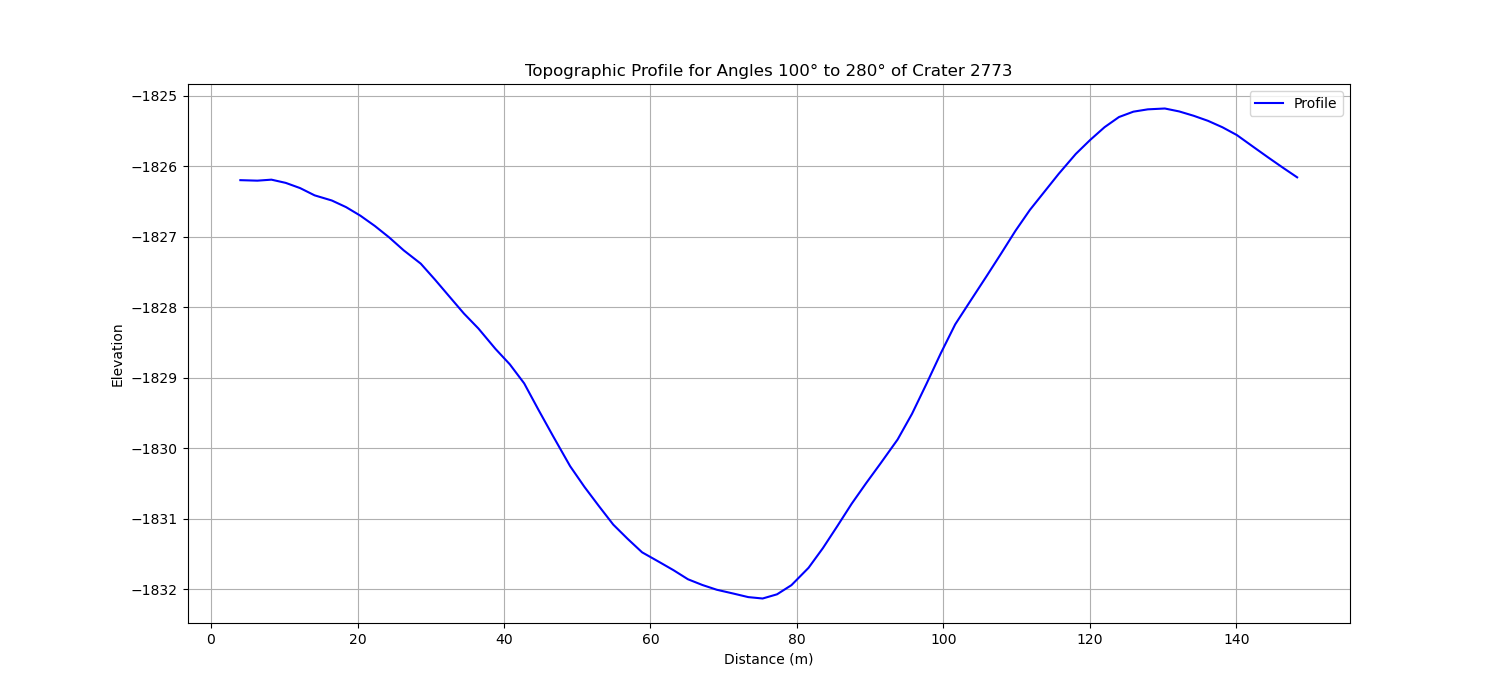 Topographic Profile for Angles 100° to 280° of Crater 2773
Profile
Elevation
−1825
−1826
−1827
−1828
−1829
−1830
−1831
−1832
0 20 40 60 80 100 120 140
Distance (m)